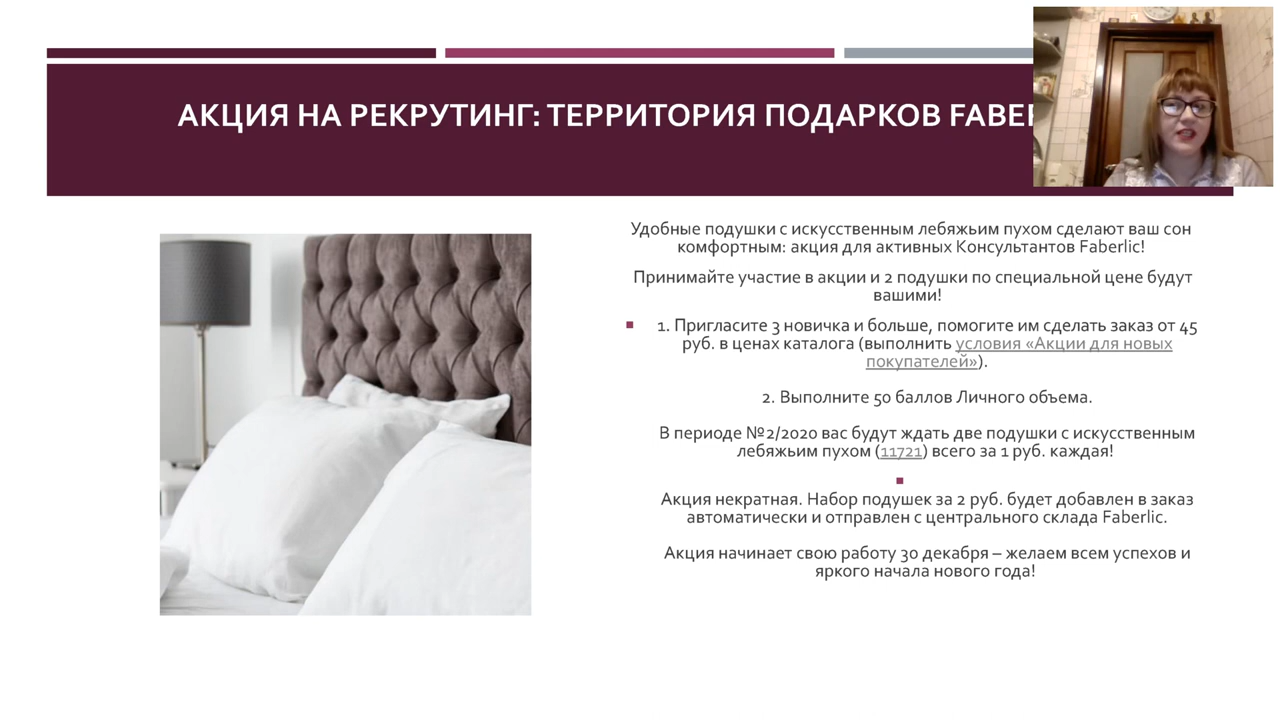 АКЦИЯ НА РЕКРУТИНГ: ТЕРРИТОРИЯ ПОДАРКОВ
Удобные подушки с искусственным лебяжьим пухом сделают ваш сон
комфортным: акция для активных Консультантов Faberlic!
Принимайте участие в акции и 2 подушки по специальной цене будут
вашими!
1. Пригласите 3 новичка и больше, помогите им сделать заказ от 45
руб. в ценах каталога (выполнить условия «Акции для новых
покупателей»).
2. Выполните 50 баллов Личного объема.
В периоде №2/2020 вас будут ждать две подушки с искусственным
лебяжьим пухом (11721) всего за 1 руб. каждая!
Акция некратная. Набор подушек за 2 руб. будет добавлен в заказ
автоматически и отправлен с центрального склада Faberlic.
Акция начинает свою работу 30 декабря – желаем всем успехов и
яркого начала нового года!